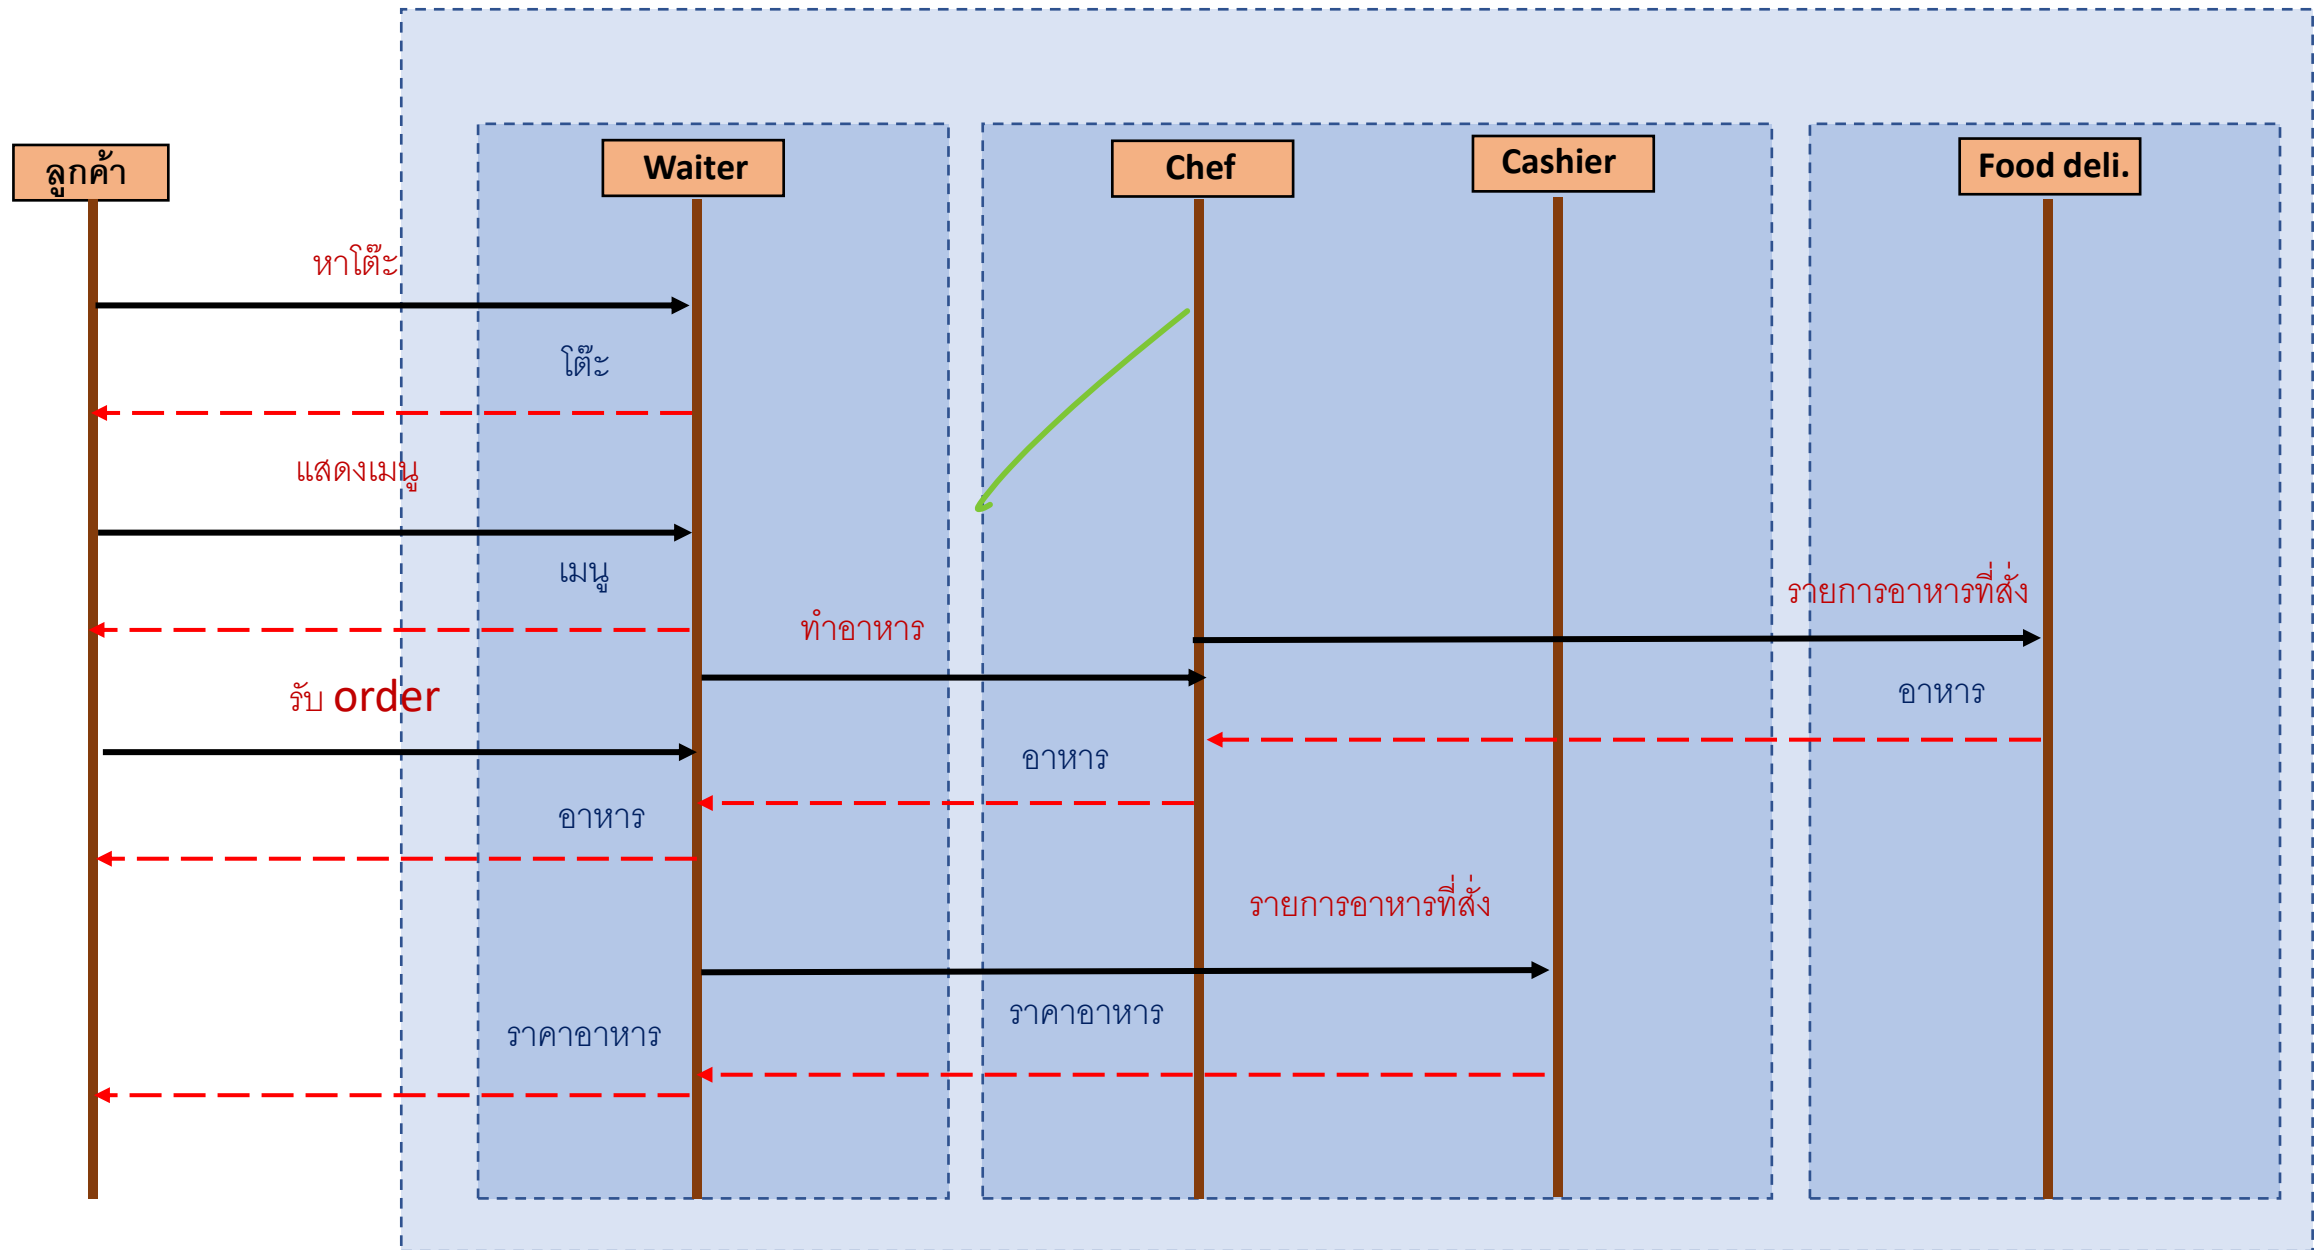 ลูกค้า
Waiter
Chef
Cashier
Food deli.
หาโต๊ะ
โต๊ะ
แสดงเมนู
เมนู
ทำอาหาร
รายการอาหารที่สั่ง
รับ order
อาหาร
อาหาร
อาหาร
รายการอาหารที่สั่ง
ราคาอาหาร
ราคาอาหาร